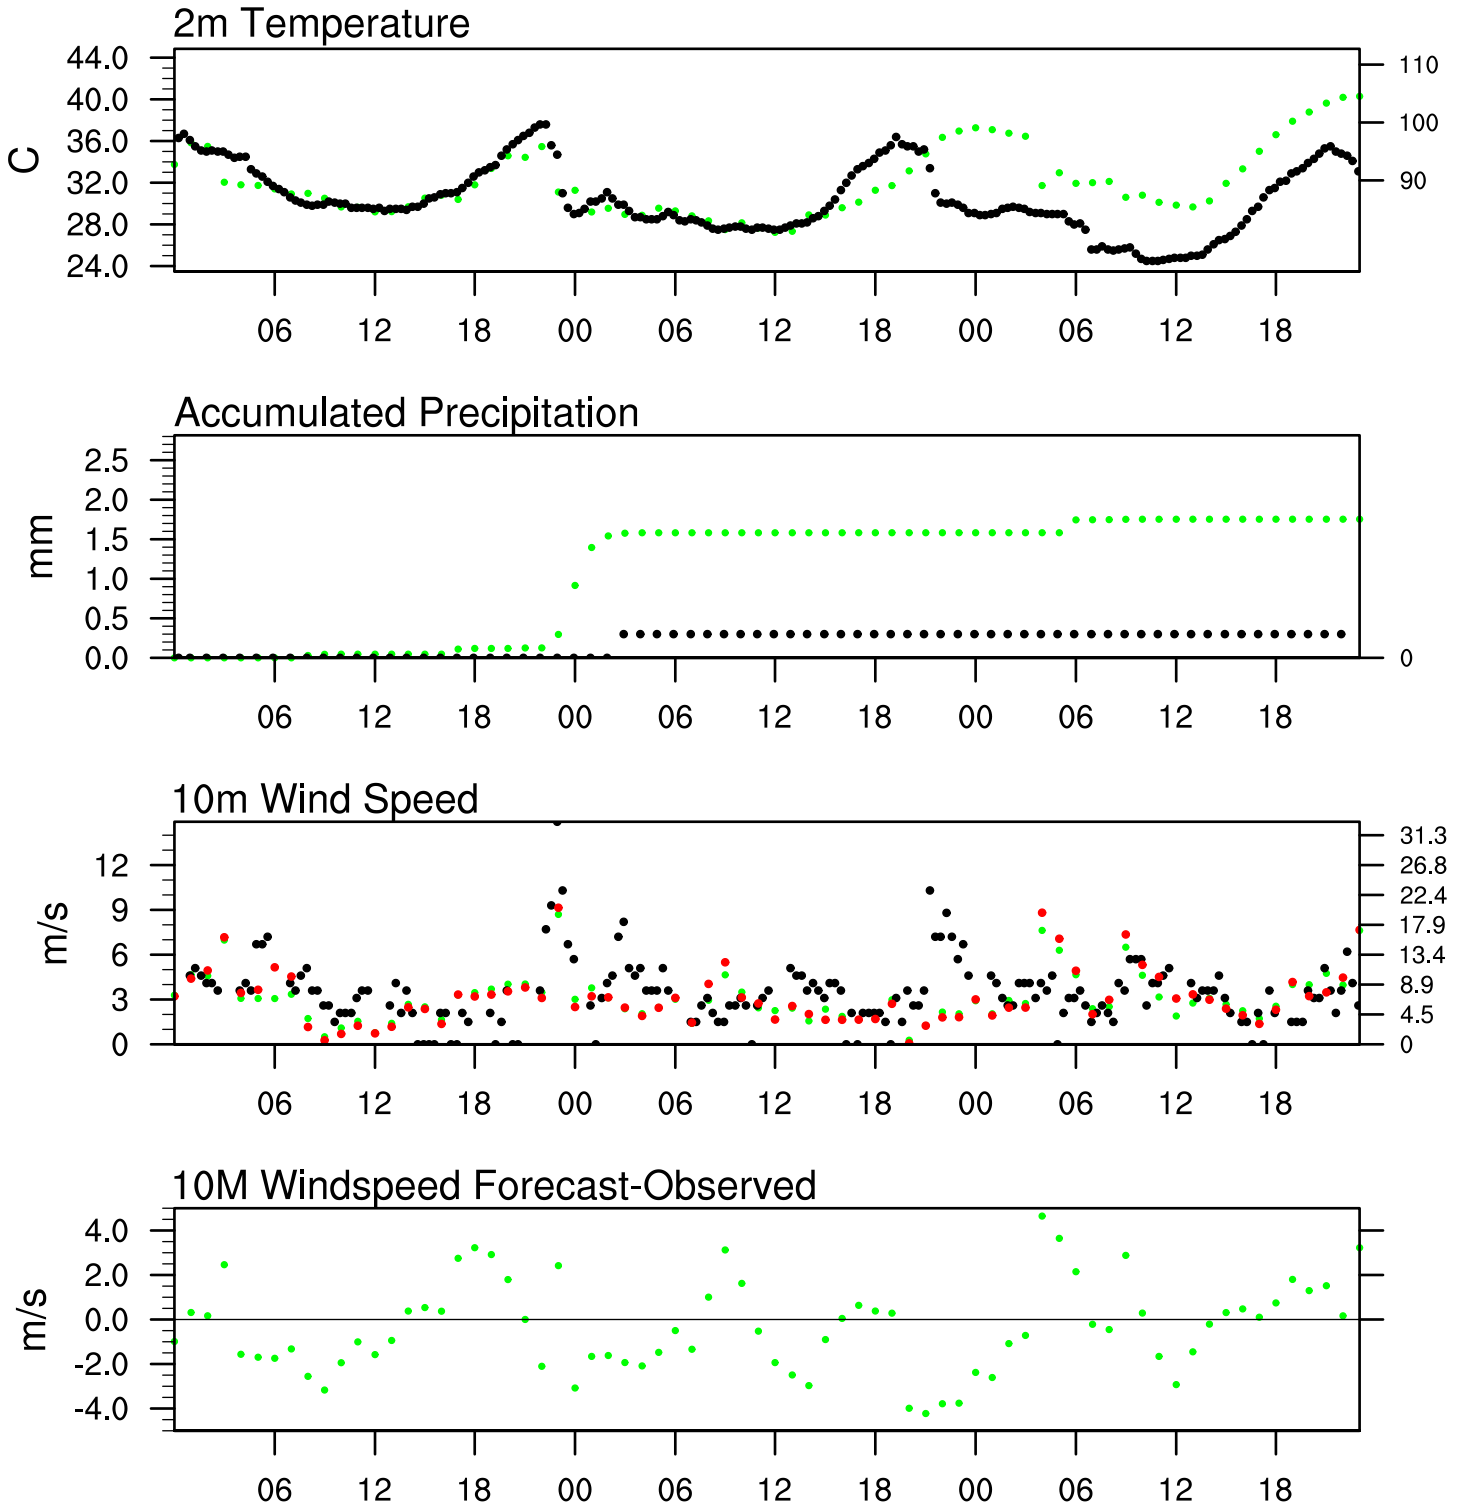 2m Temperature
44.0
40.0
36.0
32.0
28.0
24.0
C
110
100
90
06 12 18 00 06 12 18 00 06 12 18
Accumulated Precipitation
2.5
2.0
1.5
1.0
0.5
0.0
mm
0
06 12 18 00 06 12 18 00 06 12 18
10m Wind Speed
12
9
6
3
0
m/s
31.3
26.8
22.4
17.9
13.4
8.9
4.5
0
06 12 18 00 06 12 18 00 06 12 18
10M Windspeed Forecast-Observed
4.0
2.0
0.0
-2.0
-4.0
m/s
06 12 18 00 06 12 18 00 06 12 18